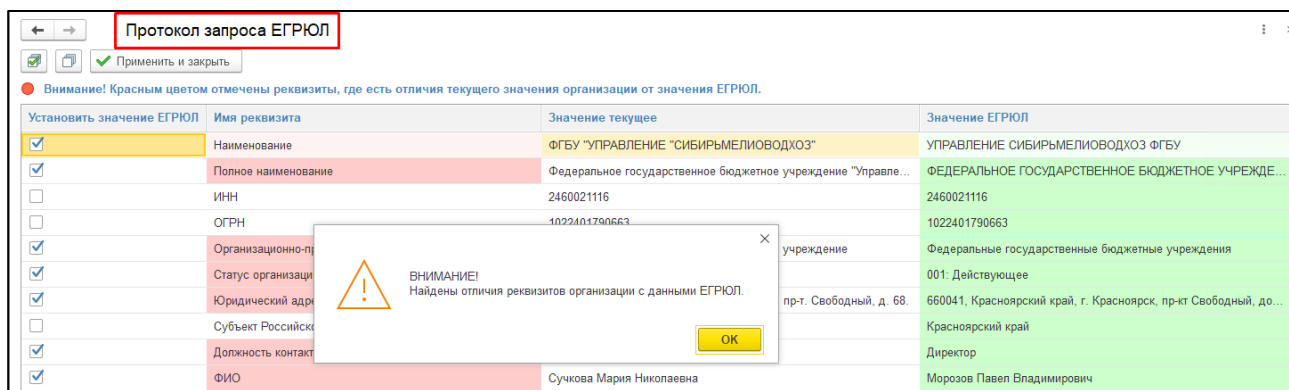 Протокол запроса ЕГРЮЛ
Применить и закрыть
Внимание! Красным цветом отмечены реквизиты, где есть отличия текущего значения организации от значения ЕГРЮЛ.
Установить значение ЕГРЮЛ Имя реквизита Значение текущее Значение ЕГРЮЛ
Наименование ФГБУ "УПРАВЛЕНИЕ "СИБИРЬМЕЛИОВОДХОЗ" УПРАВЛЕНИЕ СИБИРЬМЕЛИОВОДХОЗ ФГБУ
Полное наименование Федеральное государственное бюджетное учреждение "Управле... ФЕДЕРАЛЬНОЕ ГОСУДАРСТВЕННОЕ БЮДЖЕТНОЕ УЧРЕЖДЕ...
ИНН 2460021116 2460021116
ОГРН 1022401790663 1022401790663
Организационно-п учреждение Федеральные государственные бюджетные учреждения
Статус организаци 001: Действующее
Юридический адре пр-т. Свободный, д. 68. 660041, Красноярский край, г. Красноярск, пр-кт Свободный, до...
Субъект Российск Красноярский край
Должность контакт Директор
ФИО Сучкова Мария Николаевна Морозов Павел Владимирович
ВНИМАНИЕ!
Найдены отличия реквизитов организации с данными ЕГРЮЛ.
ОК